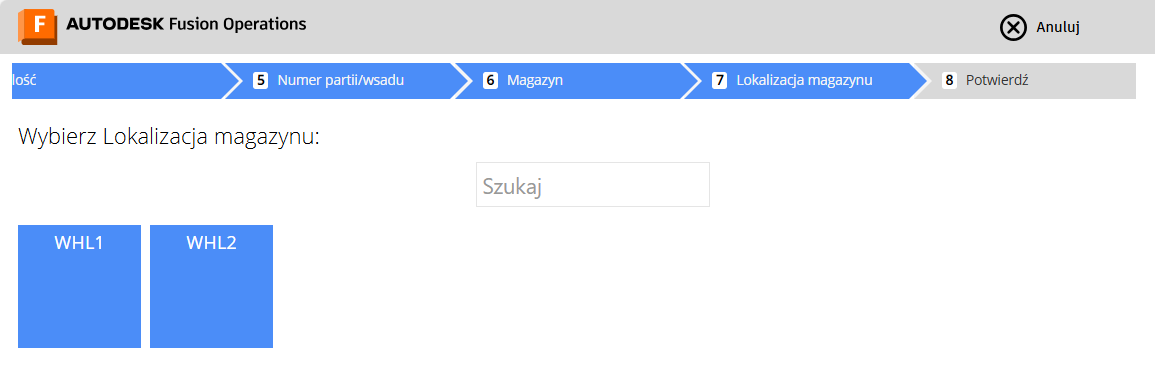 F AUTODESK Fusion Operations
Anuluj
lość
5 Numer partii/wsadu
6 Magazyn
7 Lokalizacja magazynu
8 Potwierdź
Wybierz Lokalizacja magazynu:
Szukaj
WHL1
WHL2